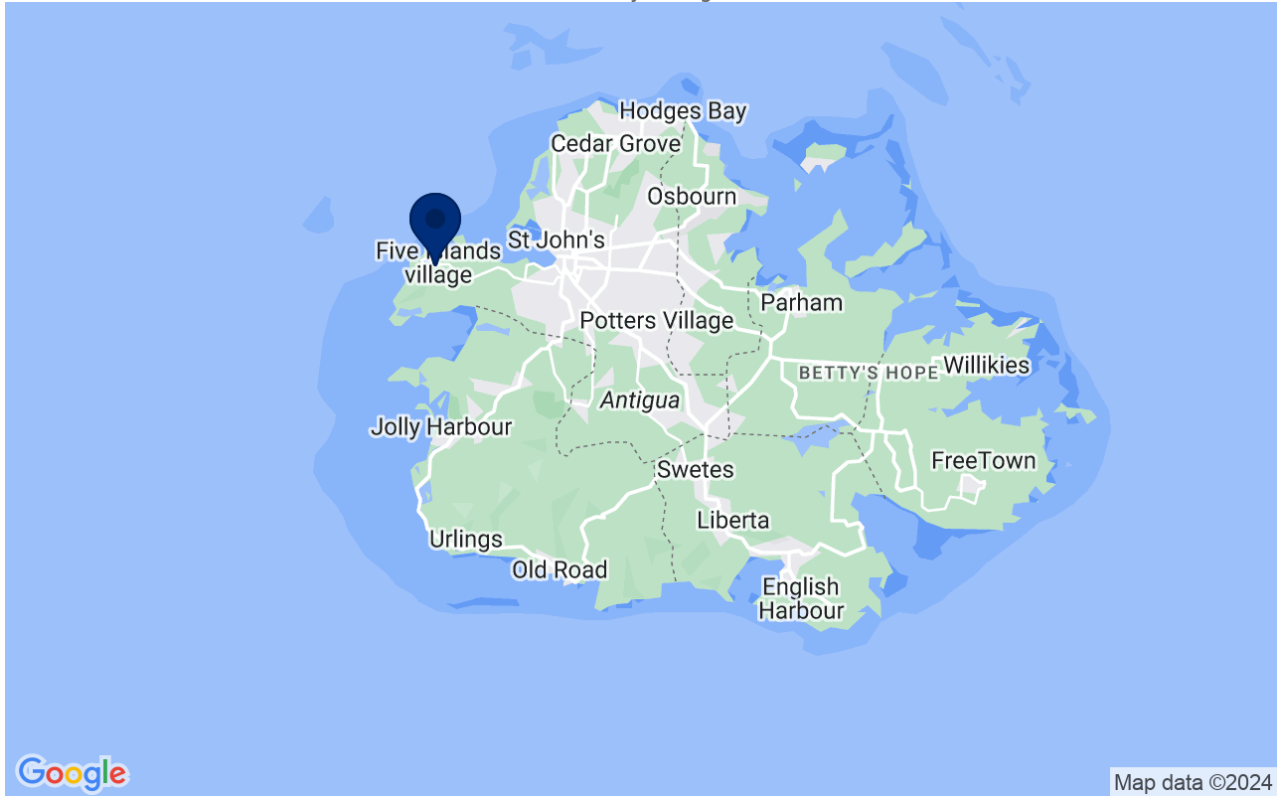 Hodges Bay
Cedar Grove
Osbourn
St John's
Five Islands
village
Parham
Potters Village
BETTY'S HOPE
Willikies
Antigua
Jolly Harbour
FreeTown
Swetes
Liberta
Urlings
Old Road
English
Harbour
Google
Map data ©2024